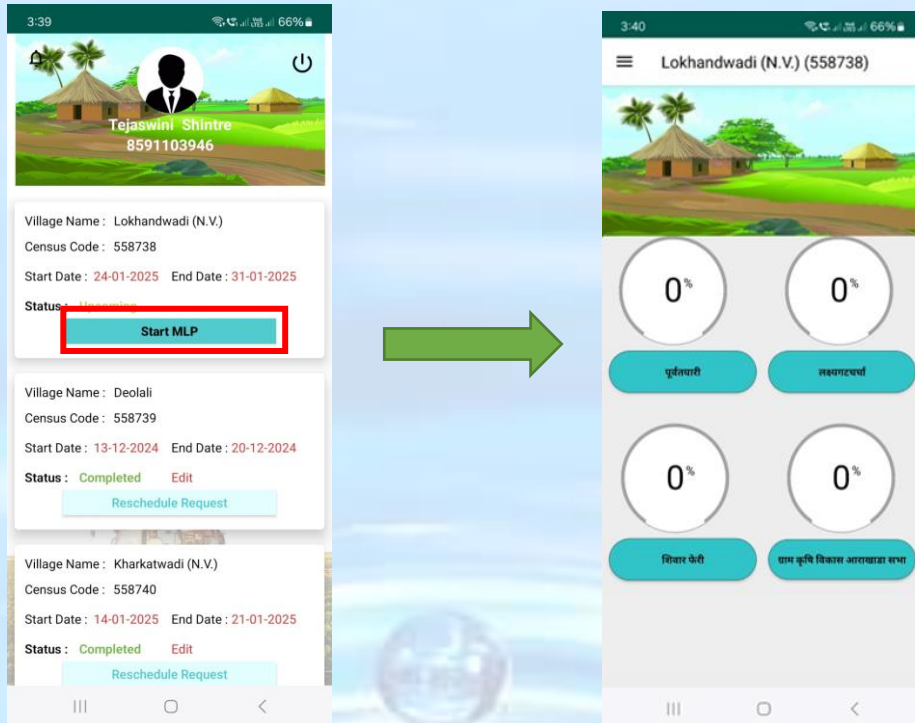 3:39
66%
Tejaswini Shintre
8591103946
Village Name : Lokhandwadi (N.V.)
Census Code : 558738
Start Date : 24-01-2025 End Date : 31-01-2025
Status : Upcoming
Start MLP
Village Name : Deolali
Census Code : 558739
Start Date : 13-12-2024 End Date : 20-12-2024
Status : Completed Edit
Reschedule Request
Village Name : Kharkatwadi (N.V.)
Census Code : 558740
Start Date : 14-01-2025 End Date : 21-01-2025
Status : Completed Edit
Reschedule Request
3:40
66%
Lokhandwadi (N.V.) (558738)
0%
0%
पूर्वतयारी
लक्ष्यगटचर्चा
0%
0%
शिवार फेरी
ग्राम कृषि विकास आराखाडा सभा